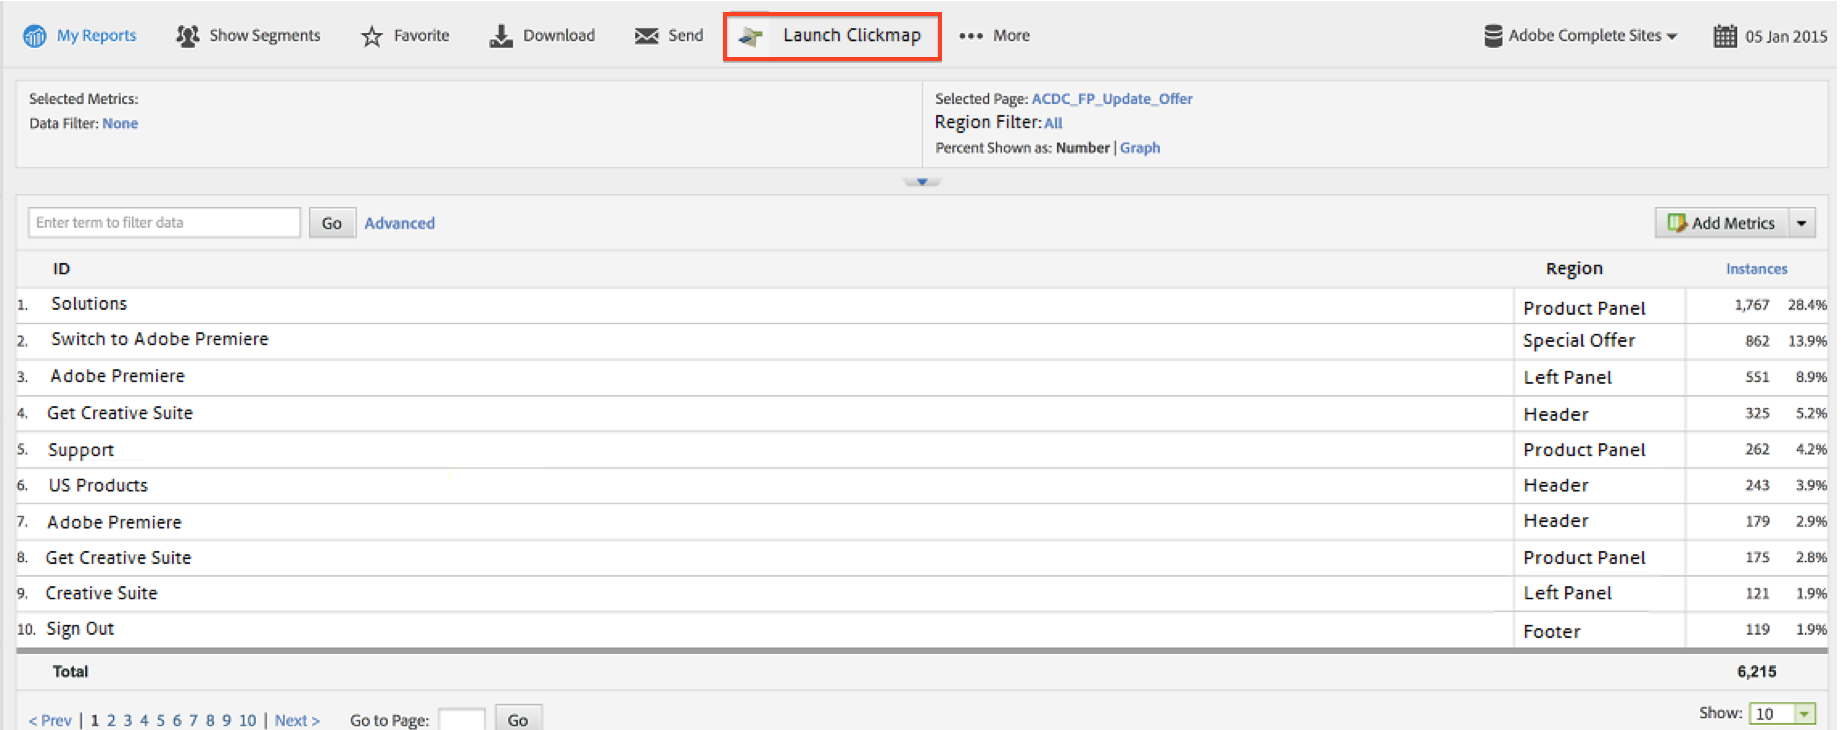 My Reports Show Segments Favorite Download Send Launch Clickmap ••• More Adobe Complete Sites 05 Jan 2015
Selected Metrics:
Data Filter: None
Selected Page: ACDC_FP_Update_Offer
Region Filter: All
Percent Shown as: Number | Graph
Enter term to filter data Go Advanced Add Metrics
ID Region Instances
1. Solutions Product Panel 1,767 28.4%
2. Switch to Adobe Premiere Special Offer 862 13.9%
3. Adobe Premiere Left Panel 551 8.9%
4. Get Creative Suite Header 325 5.2%
5. Support Product Panel 262 4.2%
6. US Products Header 243 3.9%
7. Adobe Premiere Header 179 2.9%
8. Get Creative Suite Product Panel 175 2.8%
9. Creative Suite Left Panel 121 1.9%
10. Sign Out Footer 119 1.9%
Total 6,215
< Prev | 1 2 3 4 5 6 7 8 9 10 | Next > Go to Page: Go Show: 10